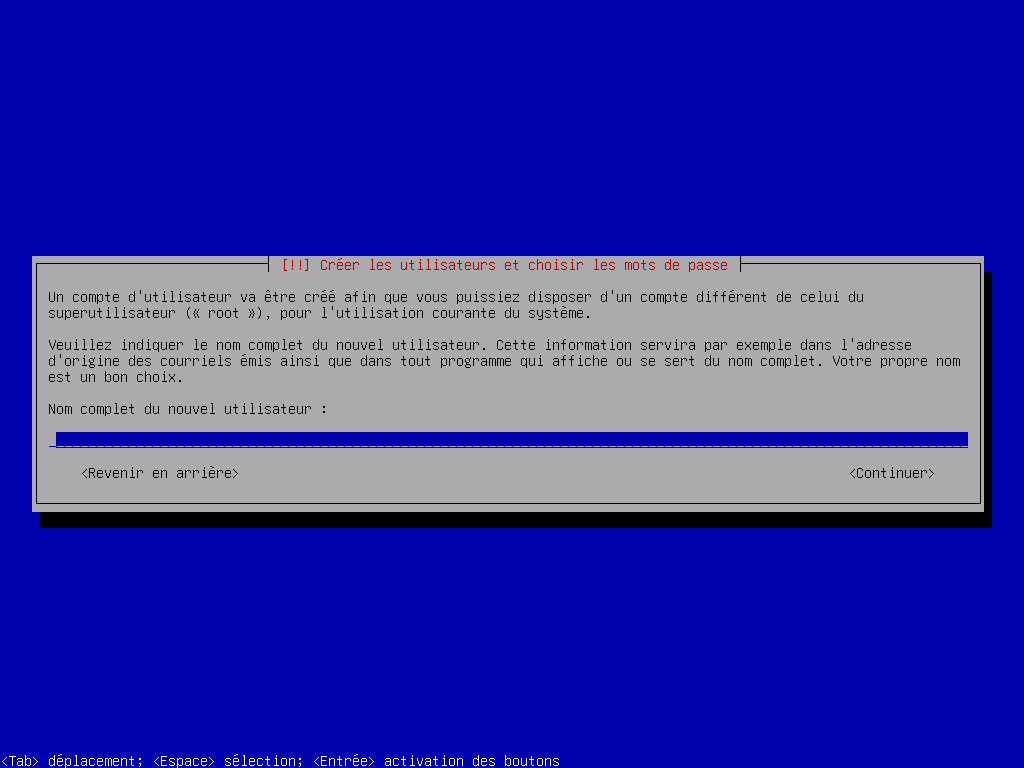 [!!] Créer les utilisateurs et choisir les mots de passe
Un compte d'utilisateur va être créé afin que vous puissiez disposer d'un compte différent de celui du
superutilisateur (« root »), pour l'utilisation courante du système.
Veuillez indiquer le nom complet du nouvel utilisateur. Cette information servira par exemple dans l'adresse
d'origine des courriels émis ainsi que dans tout programme qui affiche ou se sert du nom complet. Votre propre nom
est un bon choix.
Nom complet du nouvel utilisateur :
<Revenir en arrière> <Continuer>
<Tab> déplacement; <Espace> sélection; <Entrée> activation des boutons